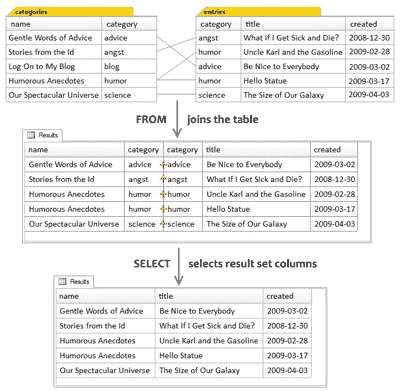 categories
name category
Gentle Words of Advice advice
Stories from the Id angst
Log On to My Blog blog
Humorous Anecdotes humor
Our Spectacular Universe science
entries
category title created
angst What If I Get Sick and Die? 2008-12-30
humor Uncle Karl and the Gasoline 2009-02-28
advice Be Nice to Everybody 2009-03-02
humor Hello Statue 2009-03-17
science The Size of Our Galaxy 2009-04-03
FROM joins the table
Results
name category category title created
Gentle Words of Advice advice advice Be Nice to Everybody 2009-03-02
Stories from the Id angst angst What If I Get Sick and Die? 2008-12-30
Humorous Anecdotes humor humor Uncle Karl and the Gasoline 2009-02-28
Humorous Anecdotes humor humor Hello Statue 2009-03-17
Our Spectacular Universe science science The Size of Our Galaxy 2009-04-03
SELECT selects result set columns
Results
name title created
Gentle Words of Advice Be Nice to Everybody 2009-03-02
Stories from the Id What If I Get Sick and Die? 2008-12-30
Humorous Anecdotes Uncle Karl and the Gasoline 2009-02-28
Humorous Anecdotes Hello Statue 2009-03-17
Our Spectacular Universe The Size of Our Galaxy 2009-04-03